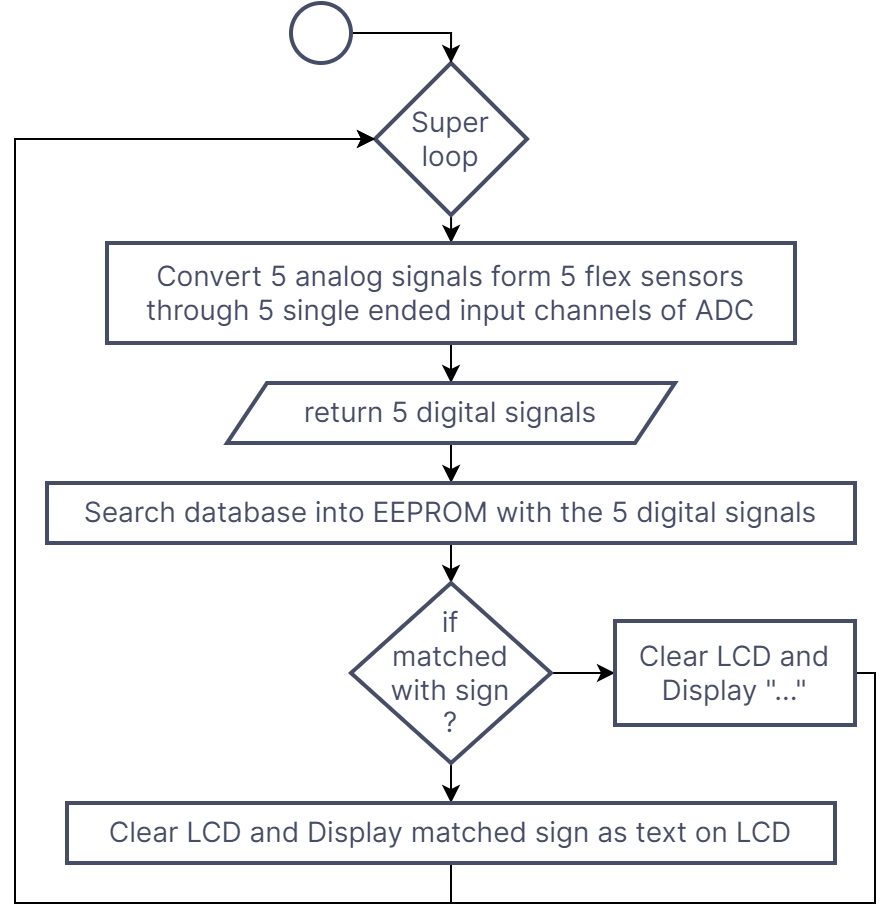 Super
loop
Convert 5 analog signals form 5 flex sensors
through 5 single ended input channels of ADC
return 5 digital signals
Search database into EEPROM with the 5 digital signals
if
matched
with sign
?
Clear LCD and
Display "..."
Clear LCD and Display matched sign as text on LCD